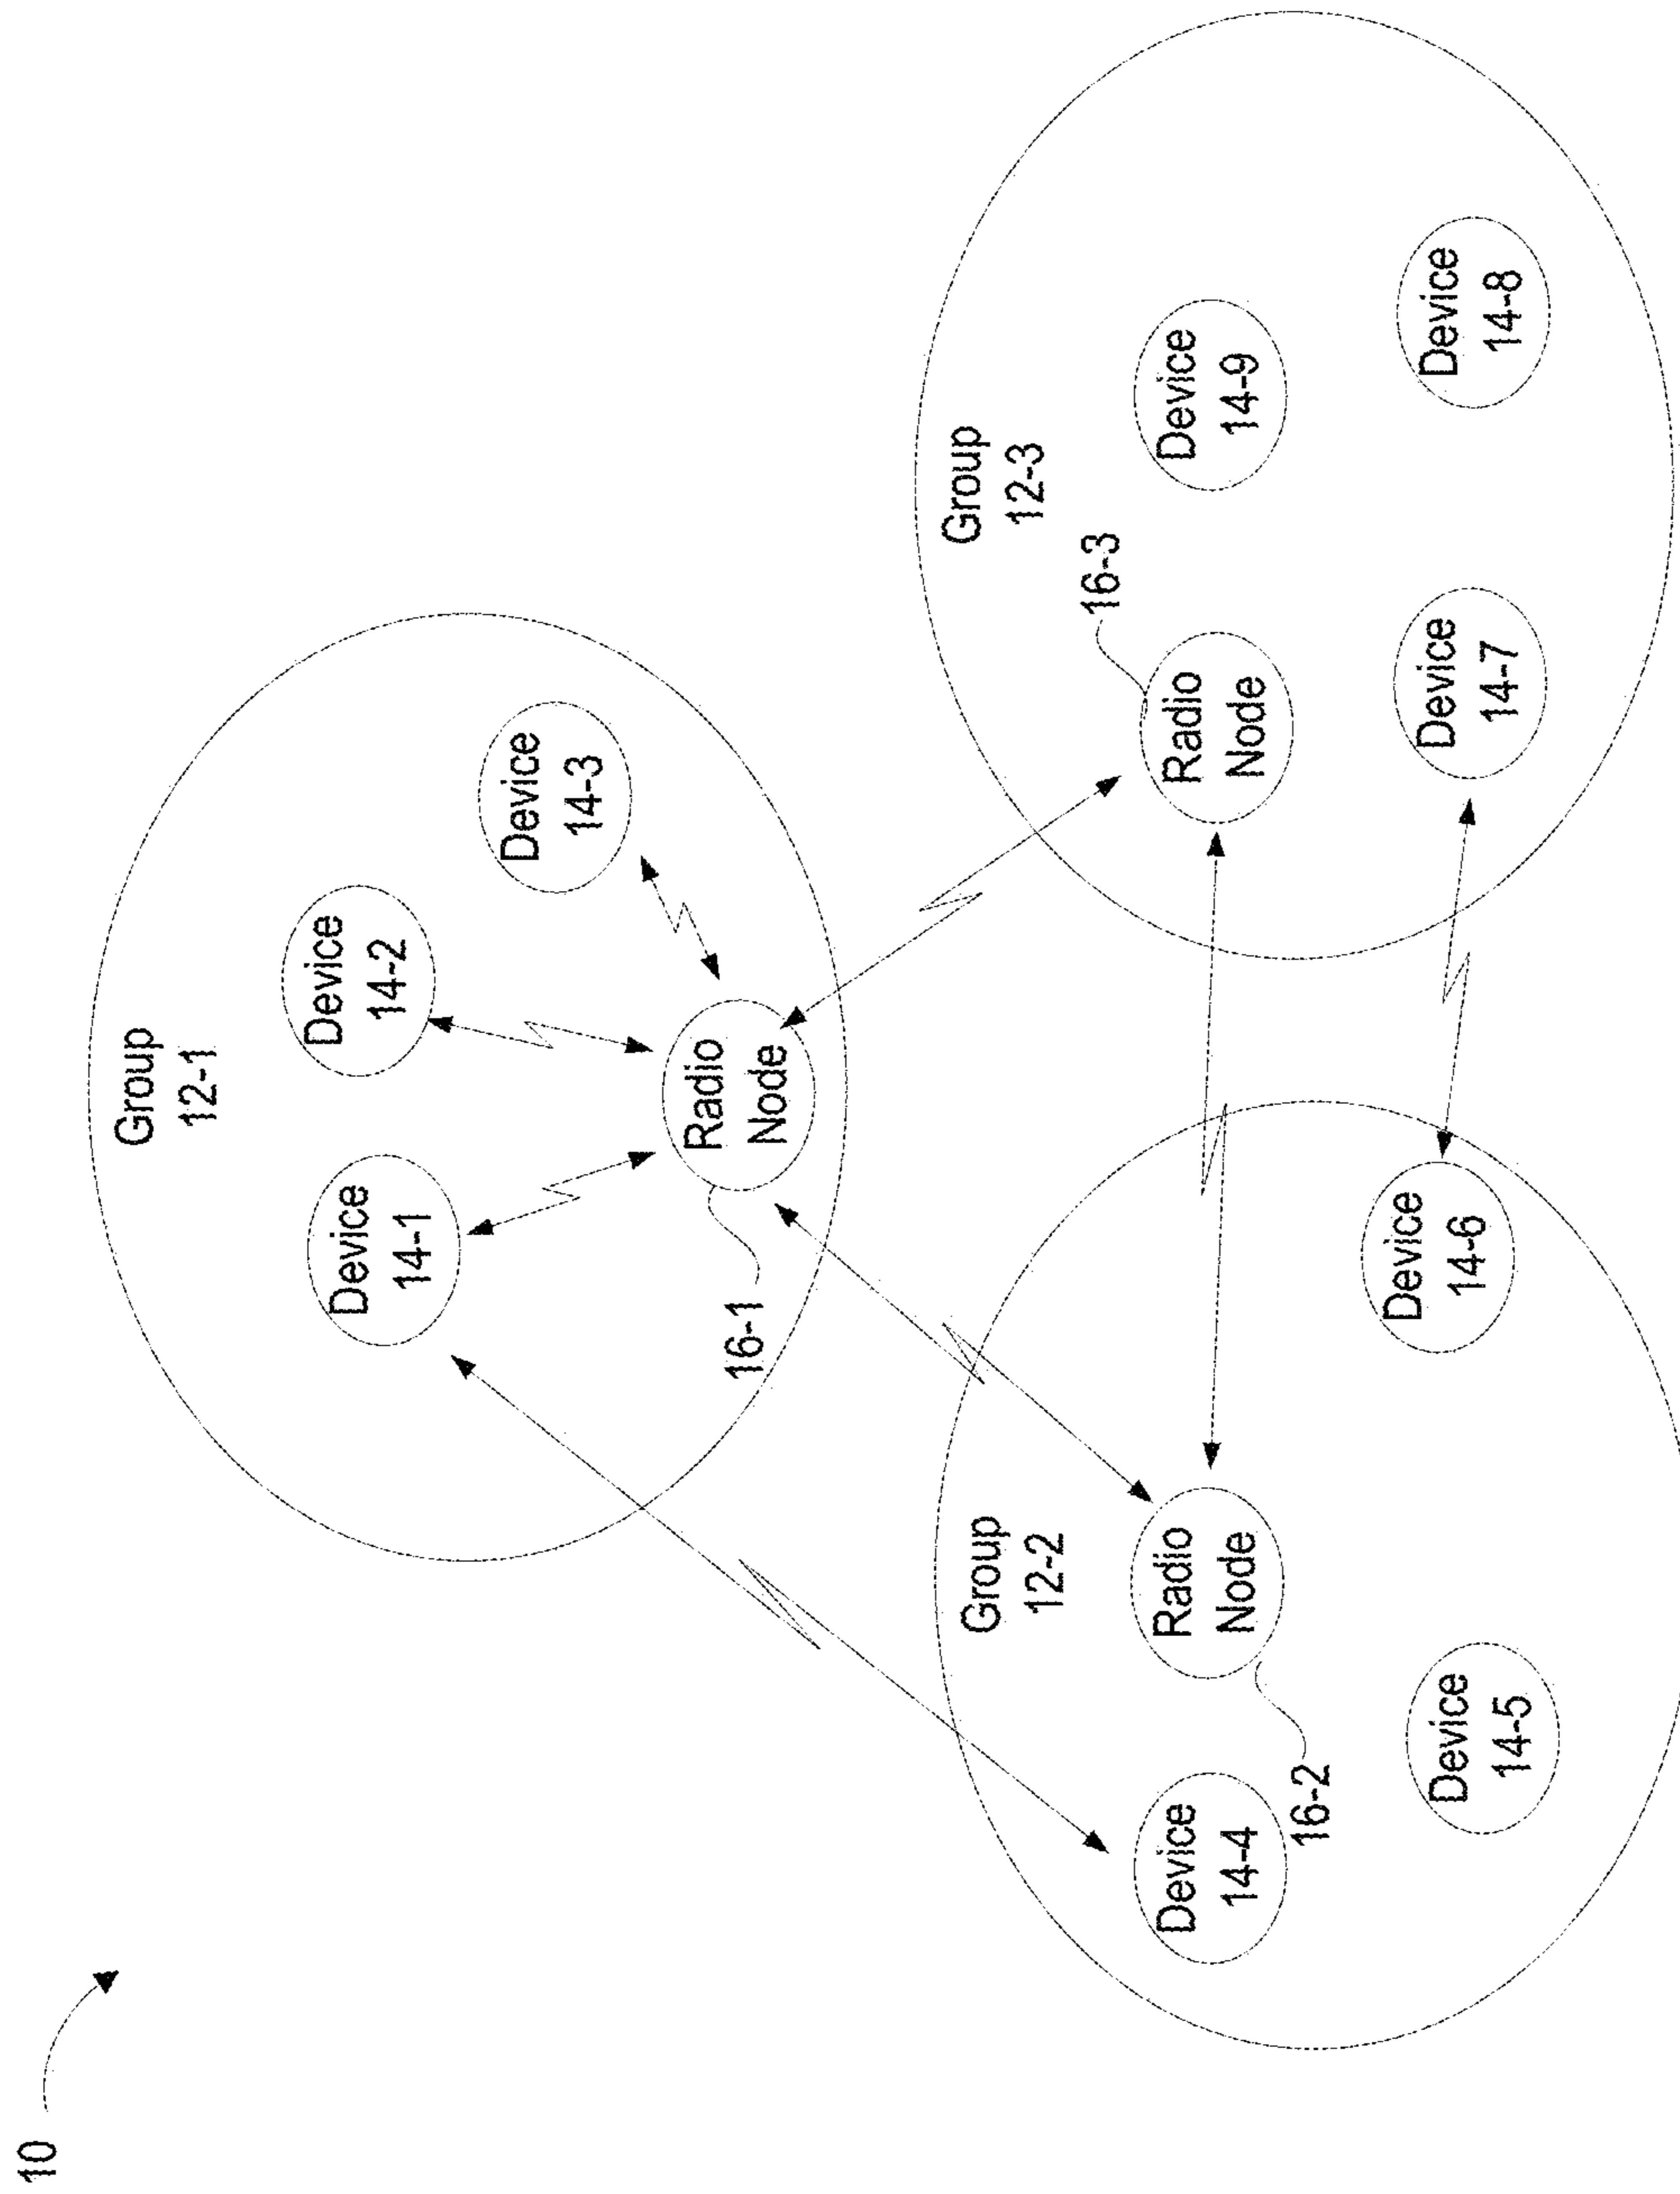 10
Group
12-1
Device
14-1
Device
14-2
Device
14-3
Radio
Node
16-1
Group
12-2
Device
14-4
Radio
Node
16-2
Device
14-5
Device
14-6
Group
12-3
16-3
Radio
Node
Device
14-9
Device
14-7
Device
14-8